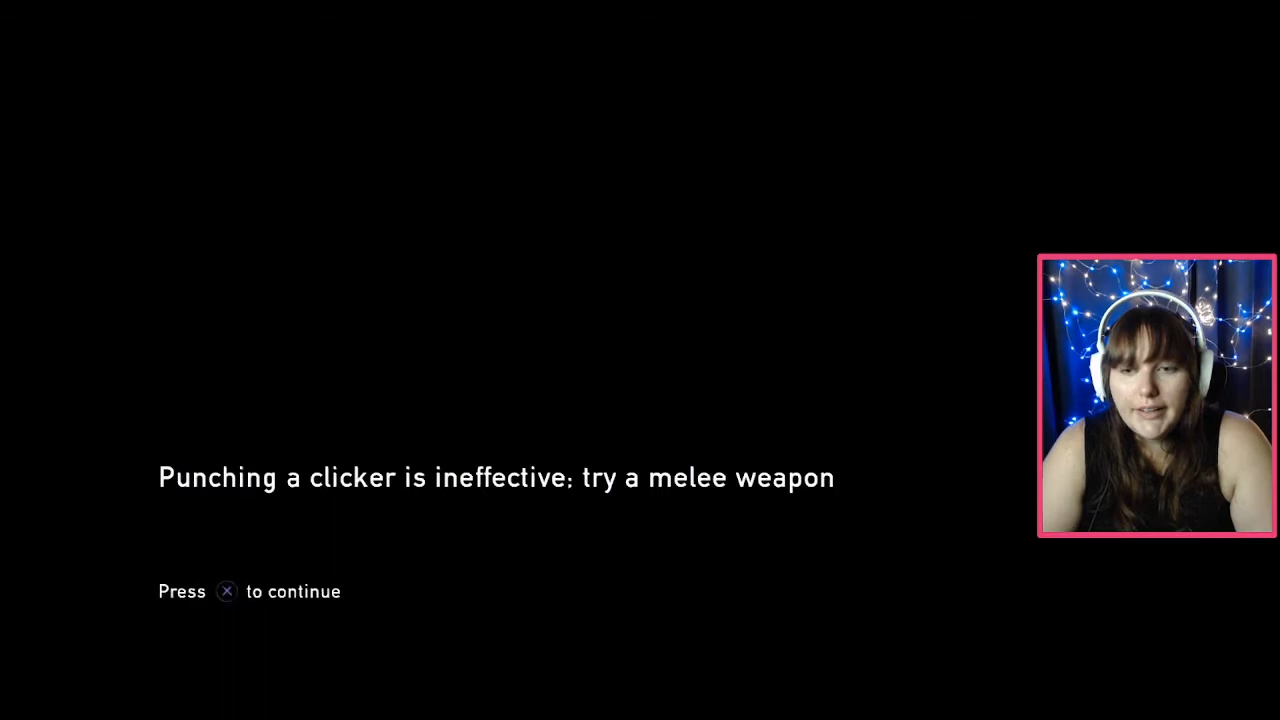 Punching a clicker is ineffective; try a melee weapon
Press ⓧ to continue